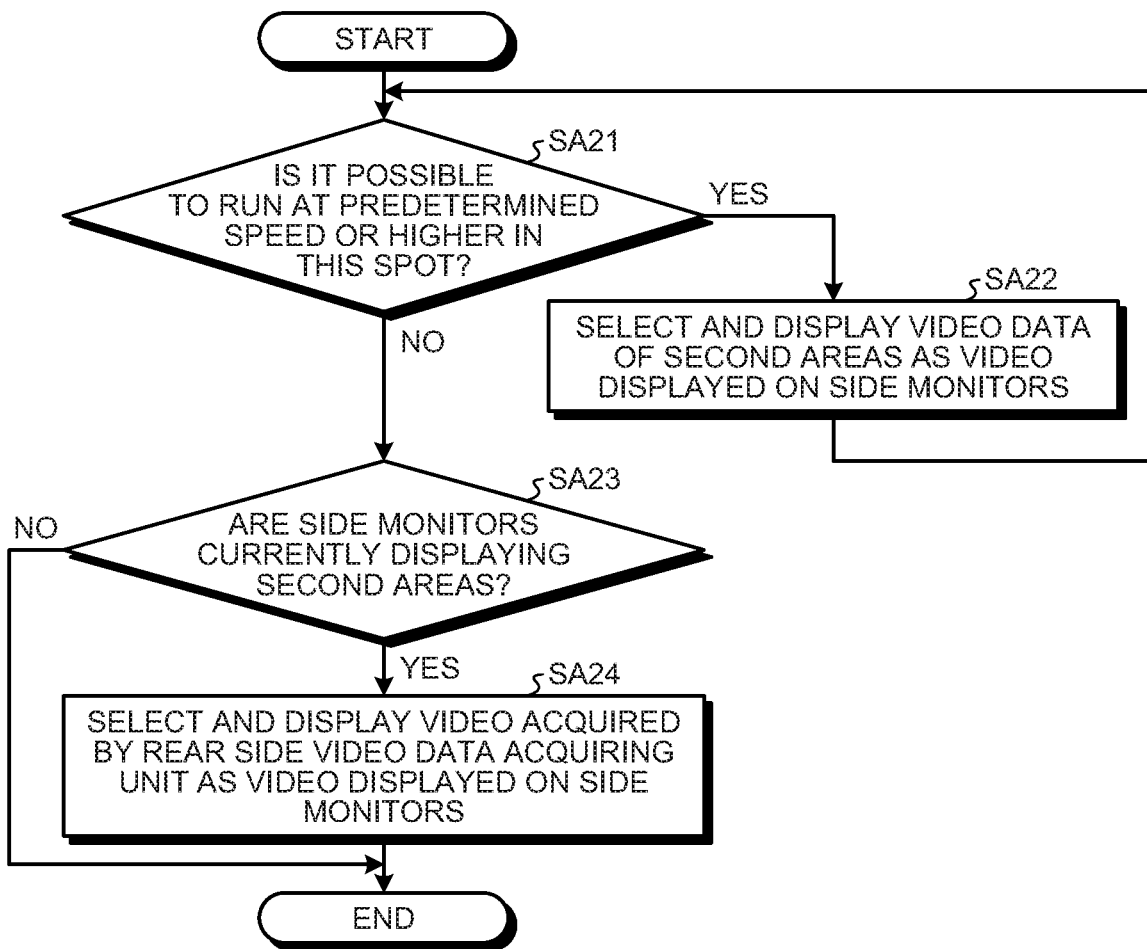 START
SA21
IS IT POSSIBLE
TO RUN AT PREDETERMINED
SPEED OR HIGHER IN
THIS SPOT?
YES
NO
SA22
SELECT AND DISPLAY VIDEO DATA
OF SECOND AREAS AS VIDEO
DISPLAYED ON SIDE MONITORS
SA23
NO
ARE SIDE MONITORS
CURRENTLY DISPLAYING
SECOND AREAS?
YES
SA24
SELECT AND DISPLAY VIDEO ACQUIRED
BY REAR SIDE VIDEO DATA ACQUIRING
UNIT AS VIDEO DISPLAYED ON SIDE
MONITORS
END